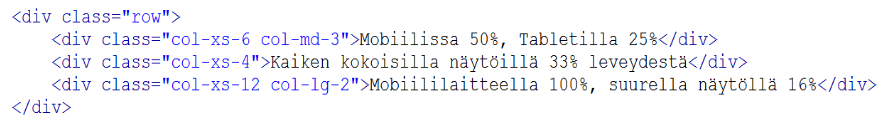 <div class="row">
    <div class="col-xs-6 col-md-3">Mobiilissa 50%, Tabletilla 25%</div>
    <div class="col-xs-4">Kaiken kokoisilla näytöillä 33% leveydestä</div>
    <div class="col-xs-12 col-lg-2">Mobiililaitteella 100%, suurella näytöllä 16%</div>
</div>